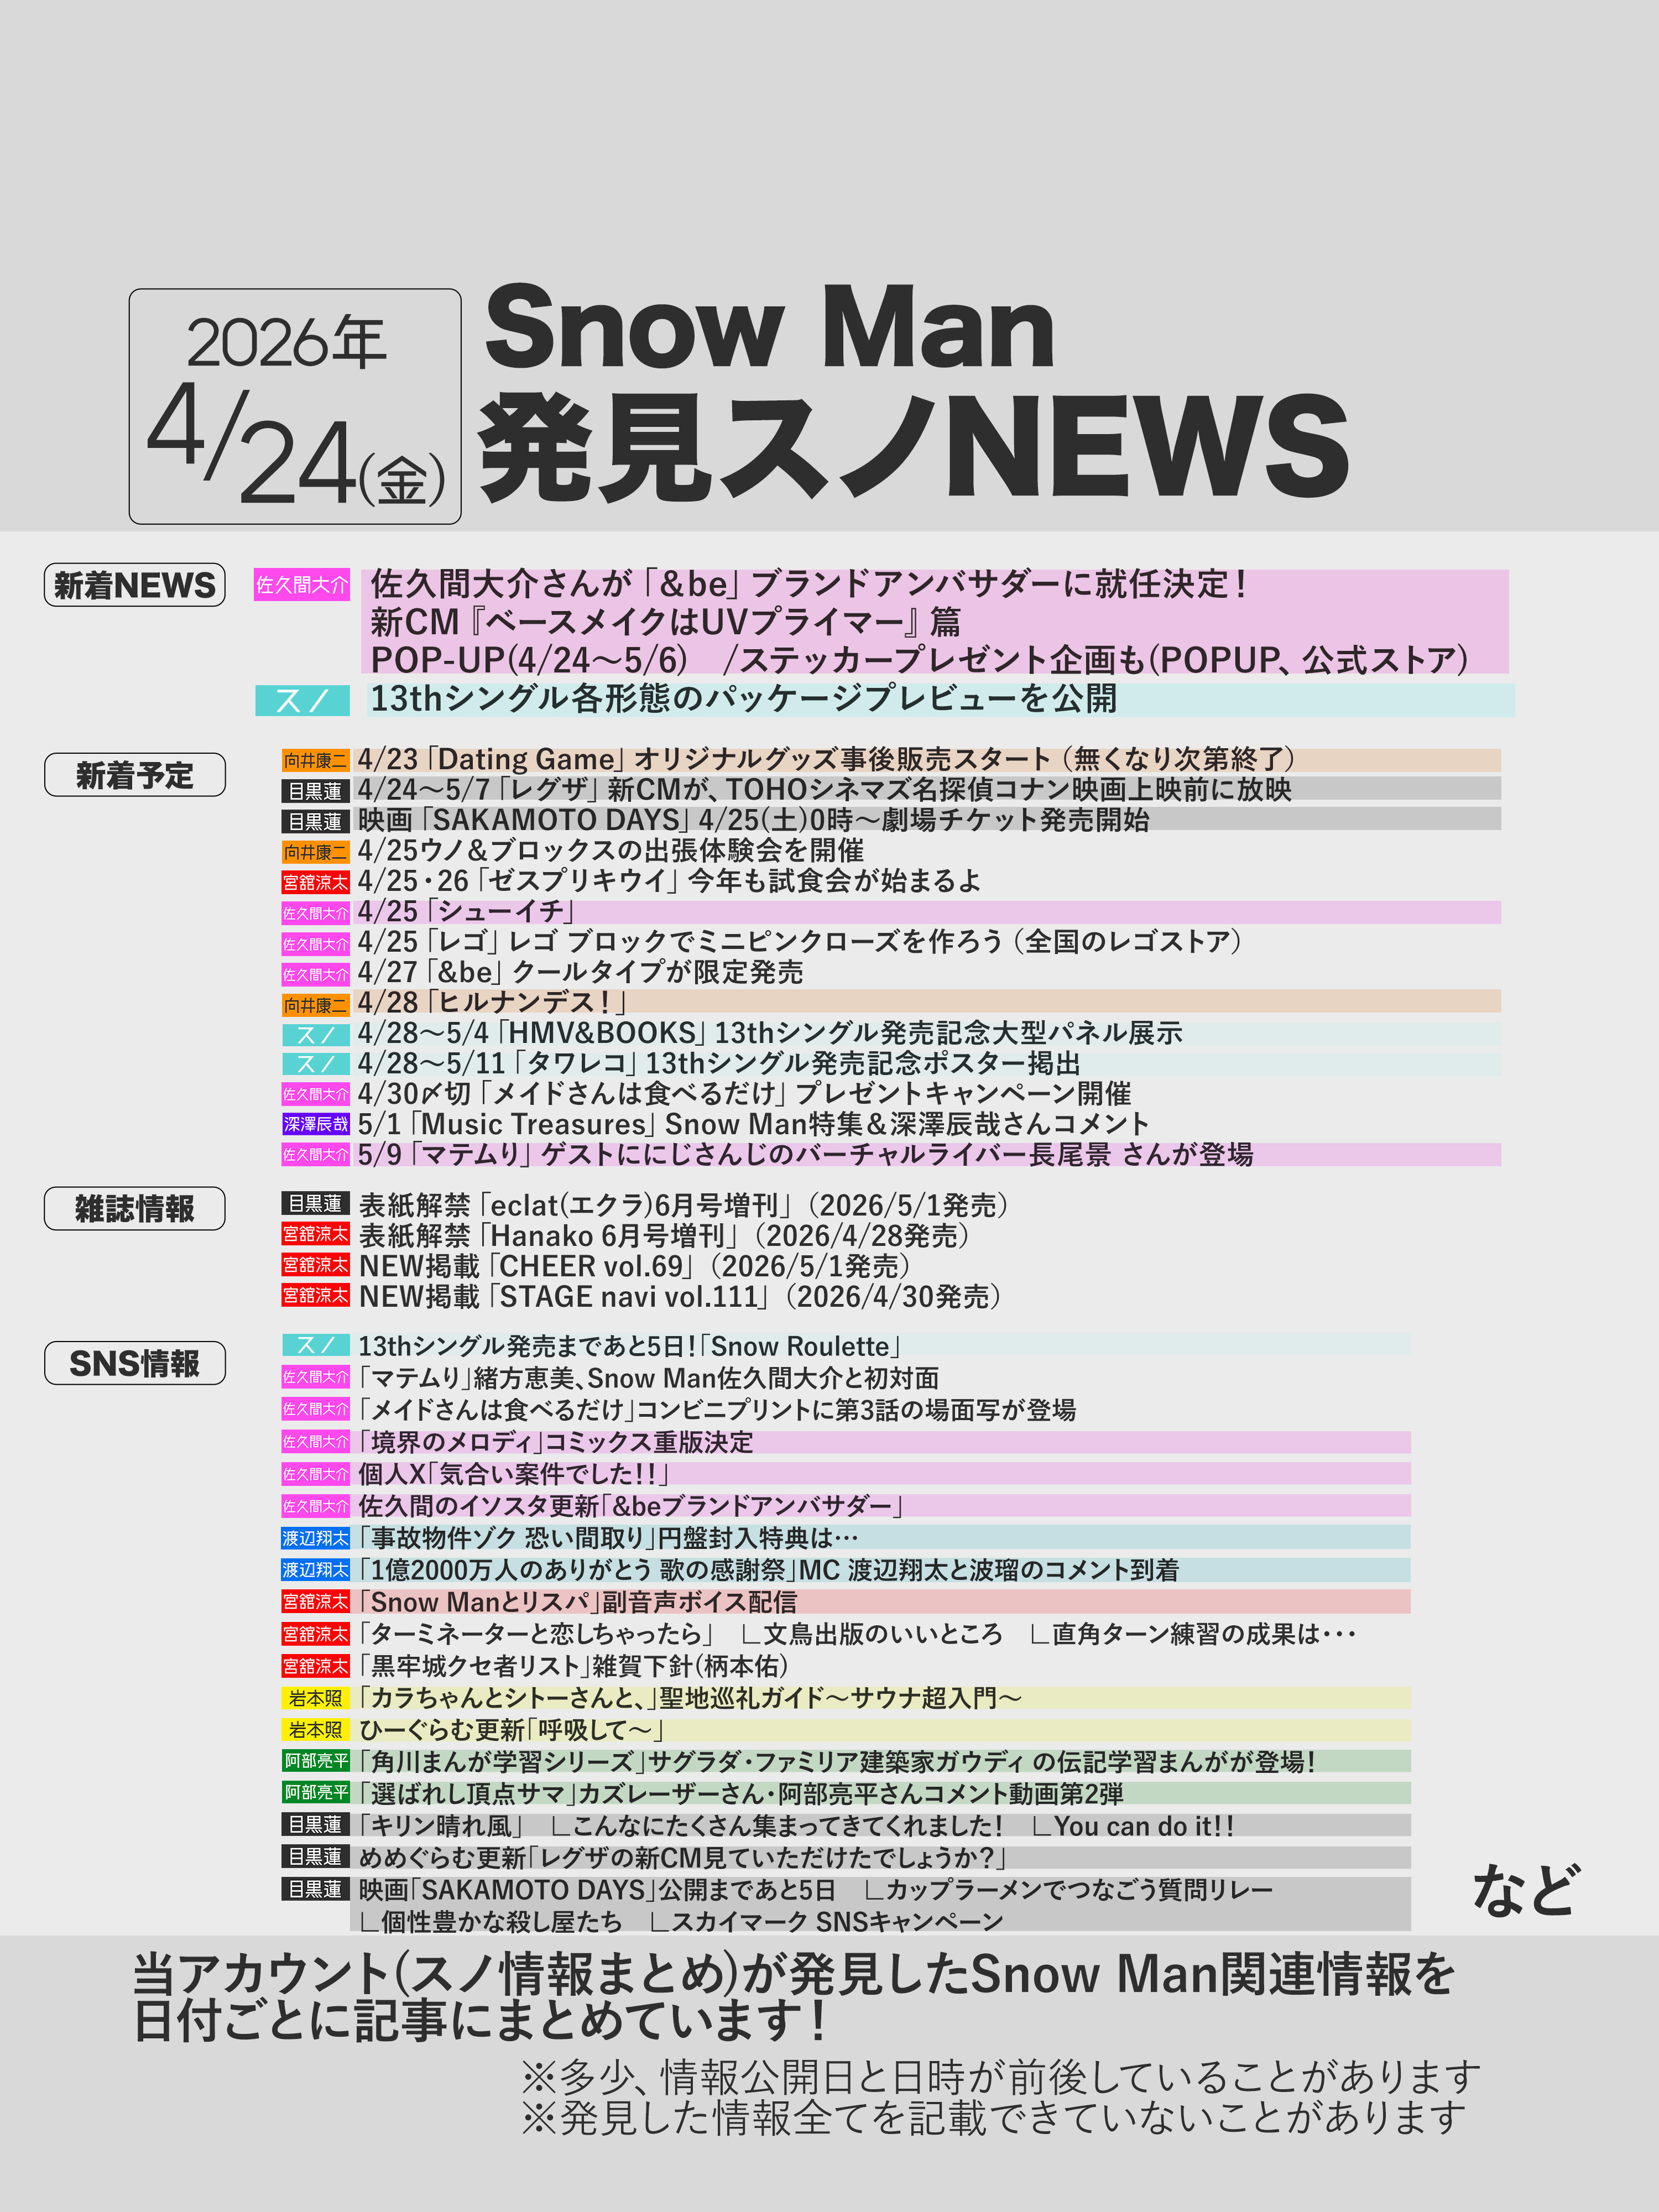 2026年
4/24(金)
Snow Man
発見スノNEWS
新着NEWS
佐久間大介 佐久間大介さんが「&be」ブランドアンバサダーに就任決定！
新CM『ベースメイクはUVプライマー』篇
POP-UP(4/24〜5/6)　/ステッカープレゼント企画も(POPUP、公式ストア)
スノ 13thシングル各形態のパッケージプレビューを公開
新着予定
向井康二 4/23「Dating Game」オリジナルグッズ事後販売スタート（無くなり次第終了）
目黒蓮 4/24〜5/7「レグザ」新CMが、TOHOシネマズ名探偵コナン映画上映前に放映
目黒蓮 映画「SAKAMOTO DAYS」4/25(土)0時〜劇場チケット発売開始
向井康二 4/25ウノ＆ブロックスの出張体験会を開催
宮舘涼太 4/25・26「ゼスプリキウイ」今年も試食会が始まるよ
佐久間大介 4/25「シューイチ」
佐久間大介 4/25「レゴ」レゴ ブロックでミニピンクローズを作ろう（全国のレゴストア）
佐久間大介 4/27「&be」クールタイプが限定発売
向井康二 4/28「ヒルナンデス！」
スノ 4/28〜5/4「HMV&BOOKS」13thシングル発売記念大型パネル展示
スノ 4/28〜5/11「タワレコ」13thシングル発売記念ポスター掲出
佐久間大介 4/30〆切「メイドさんは食べるだけ」プレゼントキャンペーン開催
深澤辰哉 5/1「Music Treasures」Snow Man特集＆深澤辰哉さんコメント
佐久間大介 5/9「マテムり」ゲストににじさんじのバーチャルライバー長尾景 さんが登場
雑誌情報
目黒蓮 表紙解禁「eclat(エクラ)6月号増刊」（2026/5/1発売）
宮舘涼太 表紙解禁「Hanako 6月号増刊」（2026/4/28発売）
宮舘涼太 NEW掲載「CHEER vol.69」（2026/5/1発売）
宮舘涼太 NEW掲載「STAGE navi vol.111」（2026/4/30発売）
SNS情報
スノ 13thシングル発売まであと5日！「Snow Roulette」
佐久間大介 「マテムり」緒方恵美、Snow Man佐久間大介と初対面
佐久間大介 「メイドさんは食べるだけ」コンビニプリントに第3話の場面写が登場
佐久間大介 「境界のメロディ」コミックス重版決定
佐久間大介 個人X「気合い案件でした！！」
佐久間大介 佐久間のイソスタ更新「&beブランドアンバサダー」
渡辺翔太 「事故物件ゾク 恐い間取り」円盤封入特典は…
渡辺翔太 「1億2000万人のありがとう 歌の感謝祭」MC 渡辺翔太と波瑠のコメント到着
宮舘涼太 「Snow Manとリスパ」副音声ボイス配信
宮舘涼太 「ターミネーターと恋しちゃったら」　∟文鳥出版のいいところ　∟直角ターン練習の成果は・・・
宮舘涼太 「黒牢城クセ者リスト」雑賀下針(柄本佑)
岩本照 「カラちゃんとシトーさんと、」聖地巡礼ガイド〜サウナ超入門〜
岩本照 ひーぐらむ更新「呼吸して〜」
阿部亮平 「角川まんが学習シリーズ」サグラダ・ファミリア建築家ガウディ の伝記学習まんがが登場！
阿部亮平 「選ばれし頂点サマ」カズレーザーさん・阿部亮平さんコメント動画第2弾
目黒蓮 「キリン晴れ風」　∟こんなにたくさん集まってきてくれました！　∟You can do it！！
目黒蓮 めめぐらむ更新「レグザの新CM見ていただけたでしょうか？」
目黒蓮 映画「SAKAMOTO DAYS」公開まであと5日　∟カップラーメンでつなごう質問リレー
∟個性豊かな殺し屋たち　∟スカイマーク SNSキャンペーン
など
当アカウント(スノ情報まとめ)が発見したSnow Man関連情報を
日付ごとに記事にまとめています！
※多少、情報公開日と日時が前後していることがあります
※発見した情報全てを記載できていないことがあります